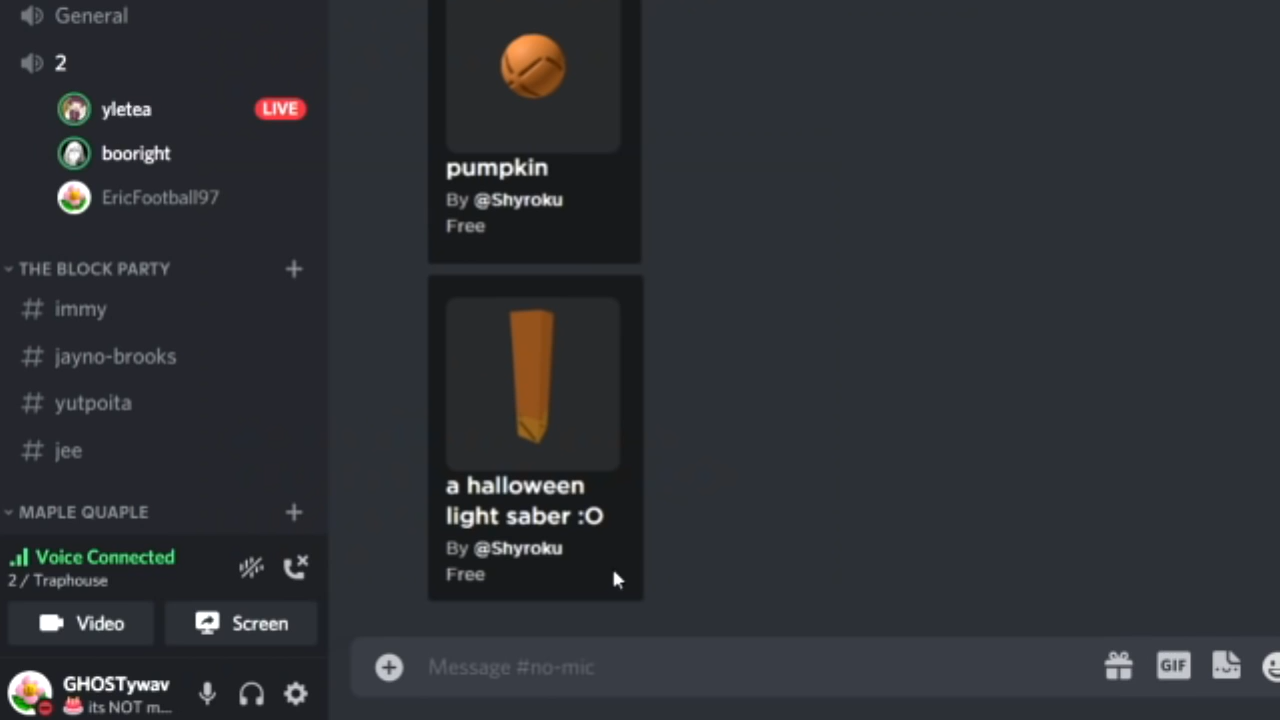 General
2
yletea
LIVE
booright
EricFootball97
THE BLOCK PARTY
immy
jayno-brooks
yutpoita
jee
MAPLE QUAPLE
Voice Connected
2 / Traphouse
Video
Screen
GHOSTywav
its NOT m...
pumpkin
By @Shyroku
Free
a halloween
light saber :O
By @Shyroku
Free
Message #no-mic
GIF